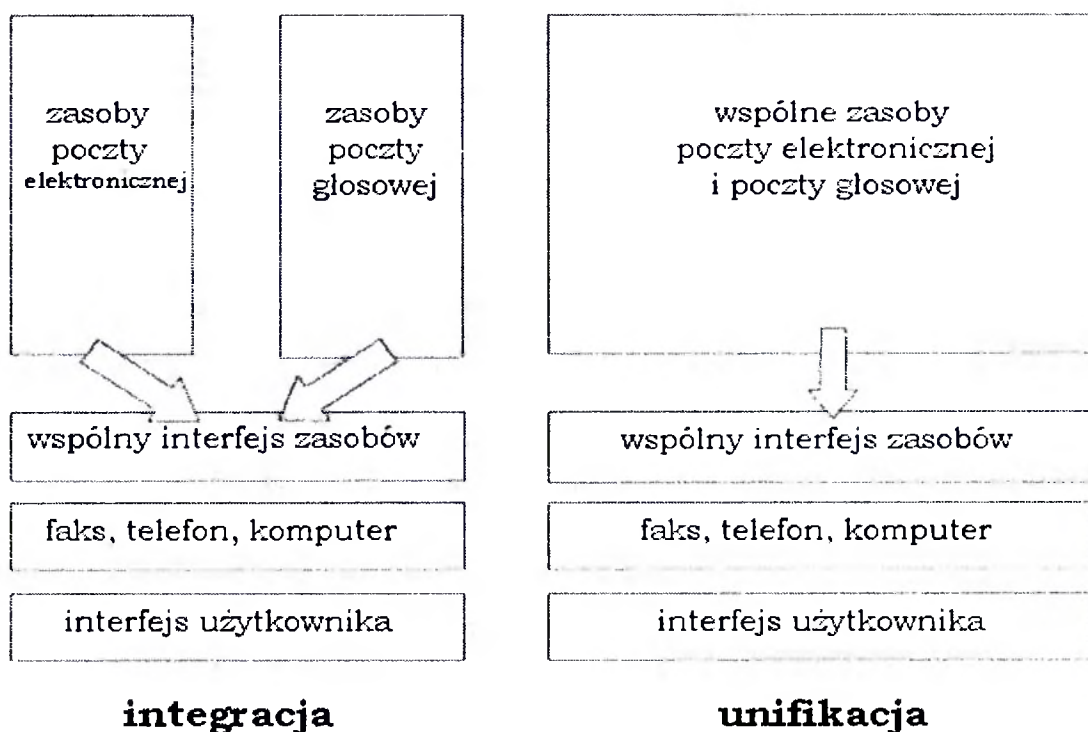 zasoby
poczty
elektronicznej
zasoby
poczty
głosowej
wspólny interfejs zasobów
faks, telefon, komputer
interfejs użytkownika
integracja
wspólne zasoby
poczty elektronicznej
i poczty głosowej
wspólny interfejs zasobów
faks, telefon, komputer
interfejs użytkownika
unifikacja